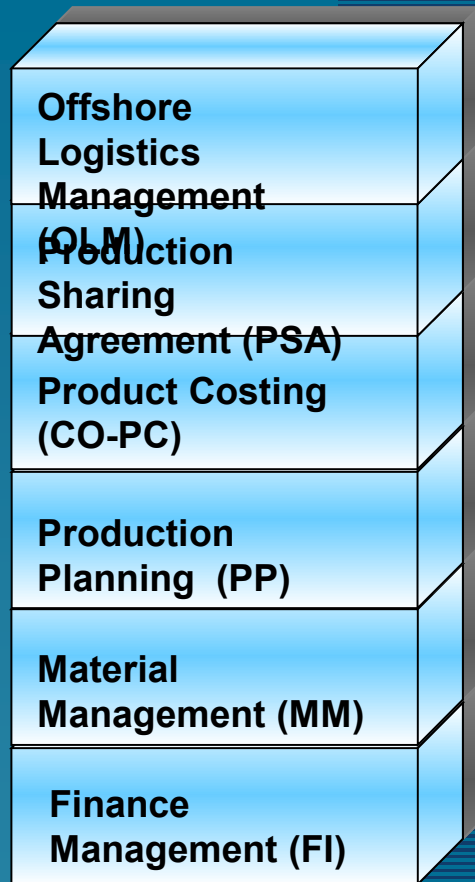 Offshore
Logistics
Management
(OLM)
Production
Sharing
Agreement (PSA)
Product Costing
(CO-PC)
Production
Planning (PP)
Material
Management (MM)
Finance
Management (FI)